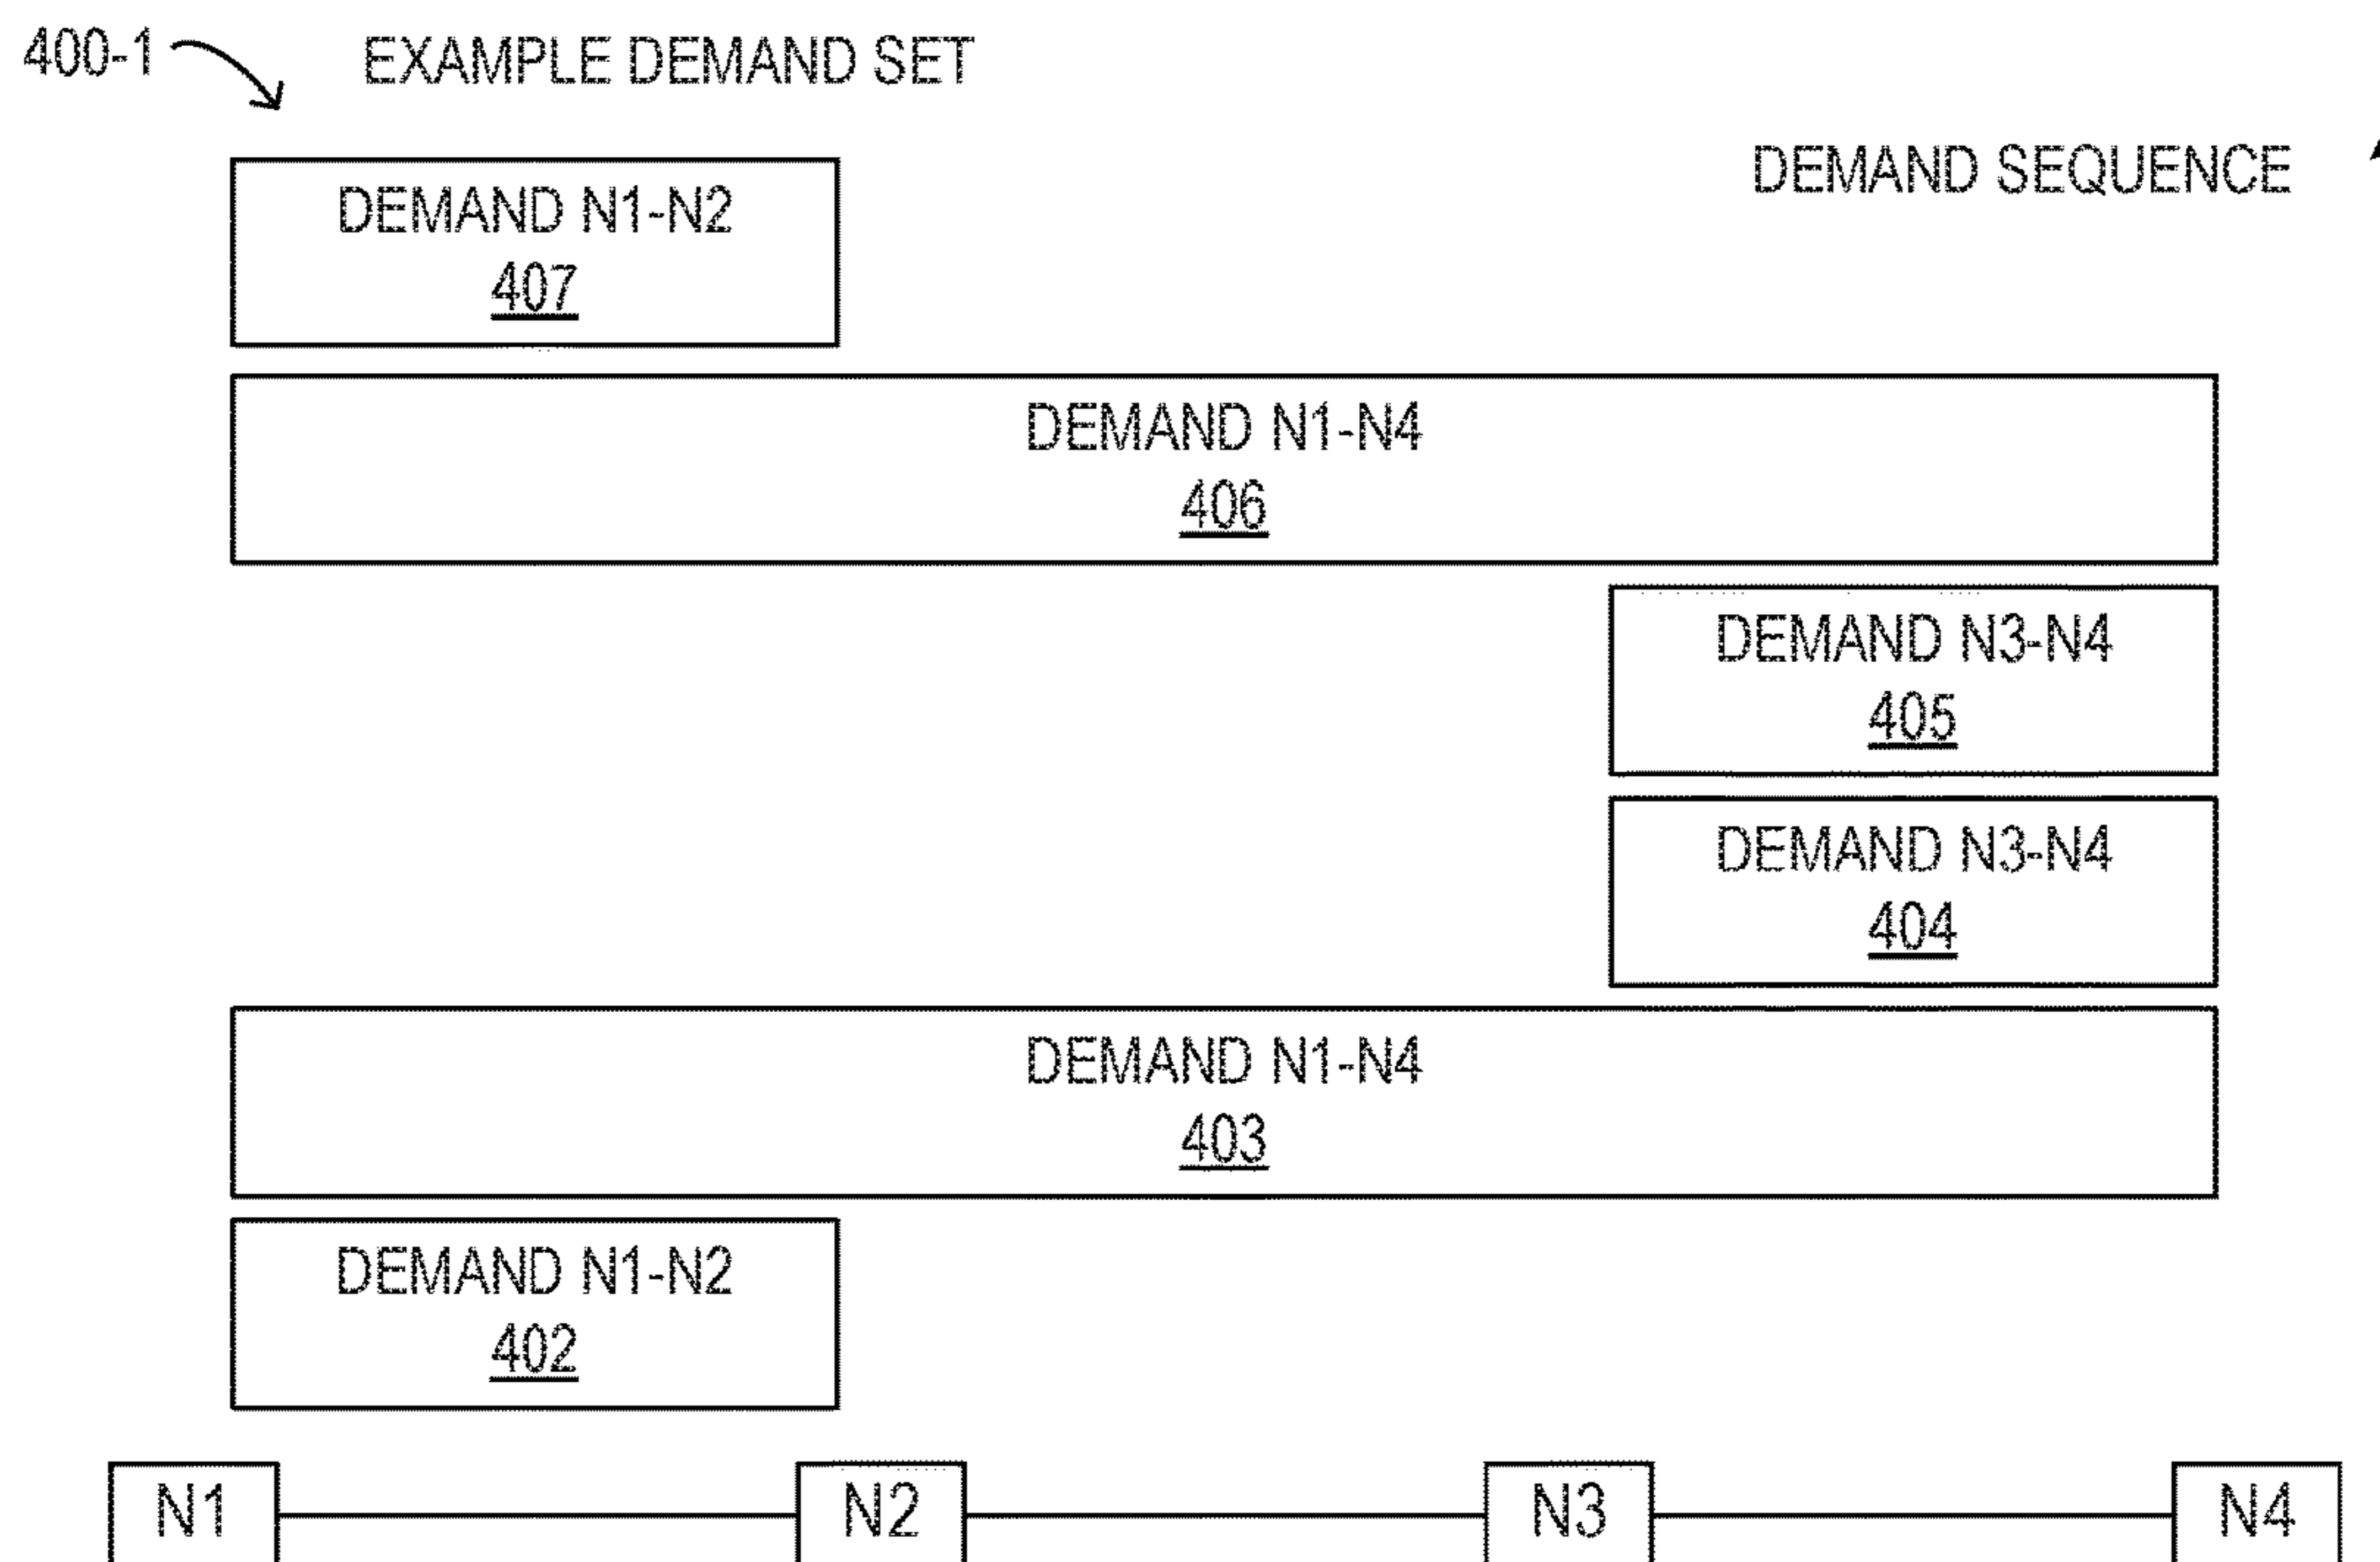 400-1
EXAMPLE DEMAND SET
DEMAND SEQUENCE
DEMAND N1-N2
407
DEMAND N1-N4
406
DEMAND N3-N4
405
DEMAND N3-N4
404
DEMAND N1-N4
403
DEMAND N1-N2
402
N1 N2 N3 N4